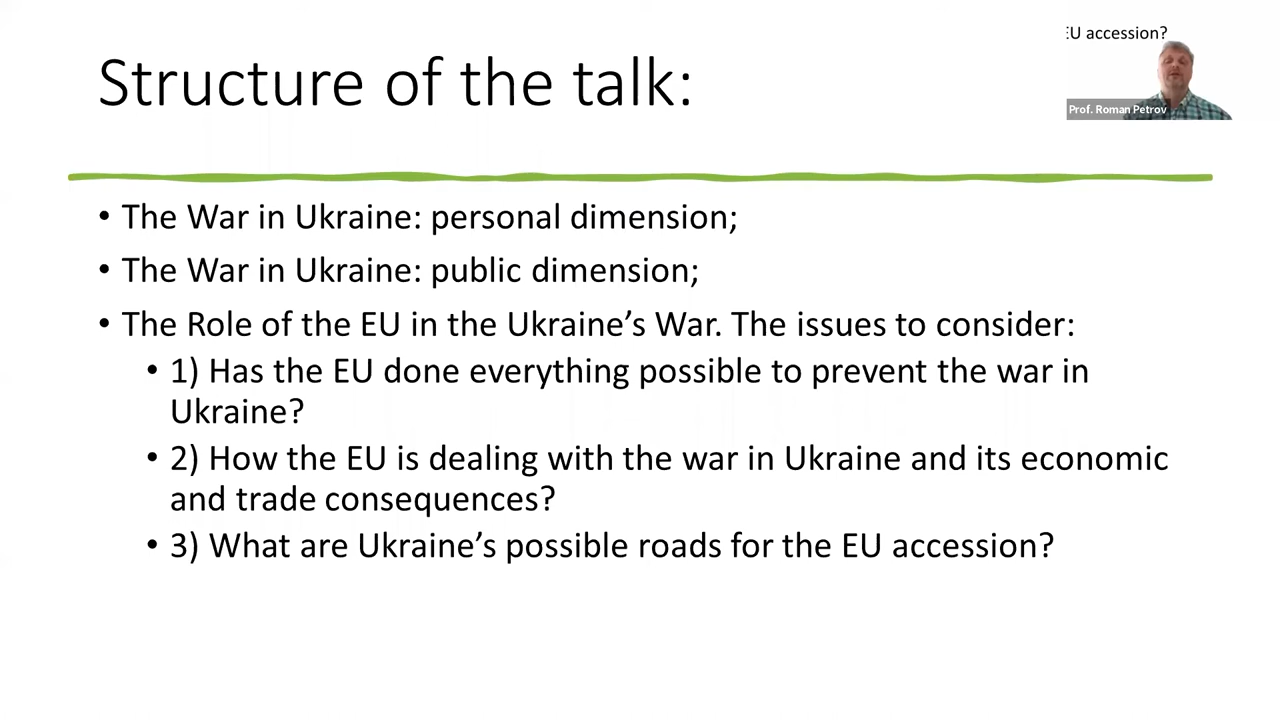 EU accession?
Structure of the talk:
Prof. Roman Petrov
• The War in Ukraine: personal dimension;
• The War in Ukraine: public dimension;
• The Role of the EU in the Ukraine’s War. The issues to consider:
• 1) Has the EU done everything possible to prevent the war in
Ukraine?
• 2) How the EU is dealing with the war in Ukraine and its economic
and trade consequences?
• 3) What are Ukraine’s possible roads for the EU accession?